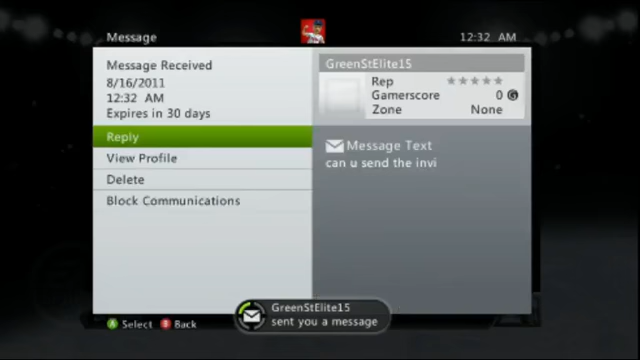 Message
12:32 AM
Message Received
8/16/2011
12:32 AM
Expires in 30 days
Reply
View Profile
Delete
Block Communications
GreenStElite15
Rep
Gamerscore 0 G
Zone None
Message Text
can u send the invi
GreenStElite15
sent you a message
A Select B Back